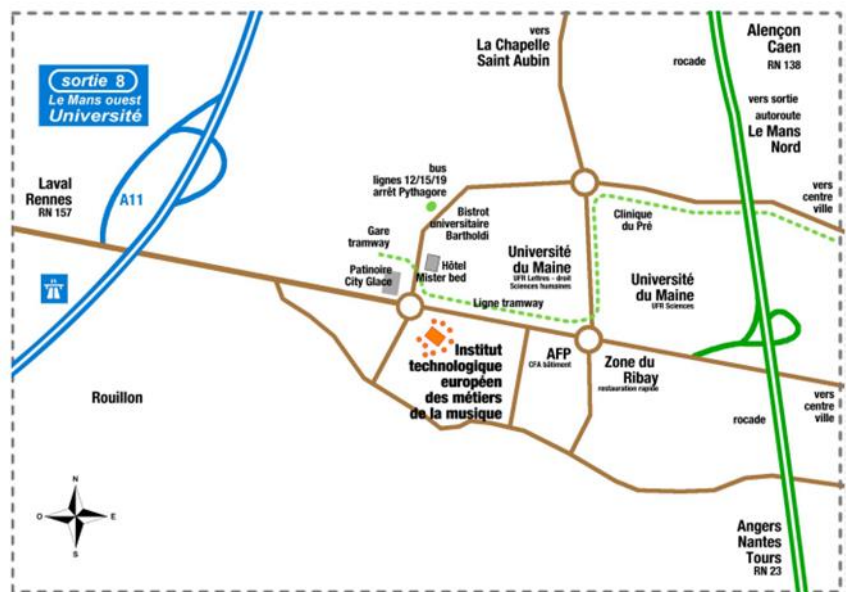 sortie 8
Le Mans ouest
Université
A11
Laval
Rennes
RN 157
vers
La Chapelle
Saint Aubin
rocade
Alençon
Caen
RN 138
vers sortie
autoroute
Le Mans
Nord
vers
centre
ville
bus
lignes 12/15/19
arrêt Pythagore
Bistrot
universitaire
Bartholdi
Gare
tramway
Hôtel
Mister bed
Patinoire
City Glace
Clinique
du Pré
Université
du Maine
UFR Lettres – droit
Sciences humaines
Université
du Maine
UFR Sciences
Ligne tramway
Institut
technologique
européen
des métiers
de la musique
AFP
CFA bâtiment
Zone du
Ribay
restauration rapide
vers
centre
ville
rocade
Rouillon
N
O
E
S
Angers
Nantes
Tours
RN 23